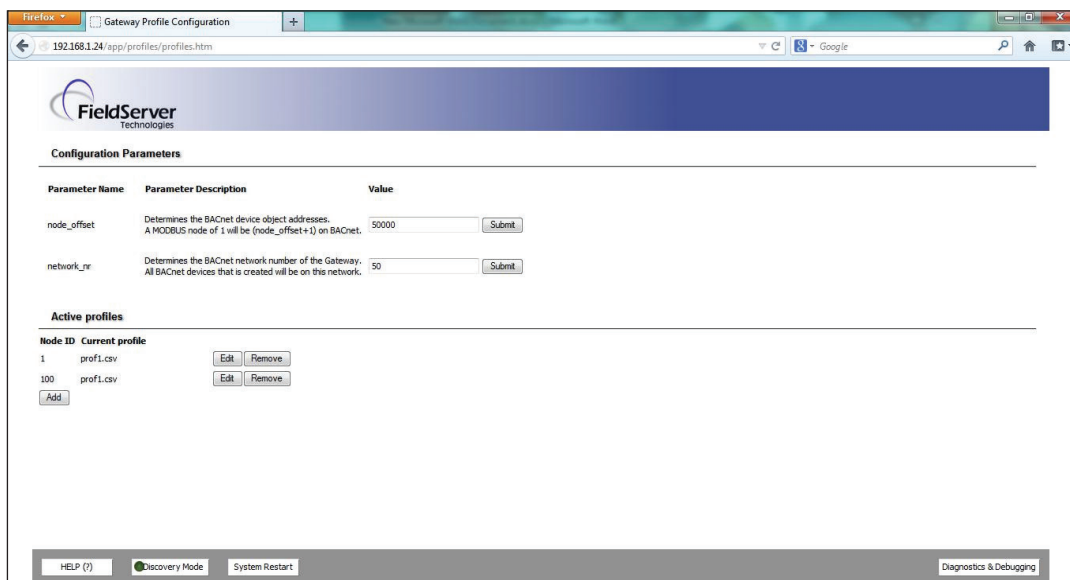 Firefox
Gateway Profile Configuration
+
192.168.1.24/app/profiles/profiles.htm
Google
FieldServer
Technologies
Configuration Parameters
Parameter Name Parameter Description Value
node_offset
Determines the BACnet device object addresses.
A MODBUS node of 1 will be (node_offset+1) on BACnet.
50000 Submit
network_nr
Determines the BACnet network number of the Gateway.
All BACnet devices that is created will be on this network.
50 Submit
Active profiles
Node ID Current profile
1 prof1.csv Edit Remove
100 prof1.csv Edit Remove
Add
HELP (?) Discovery Mode System Restart Diagnostics & Debugging